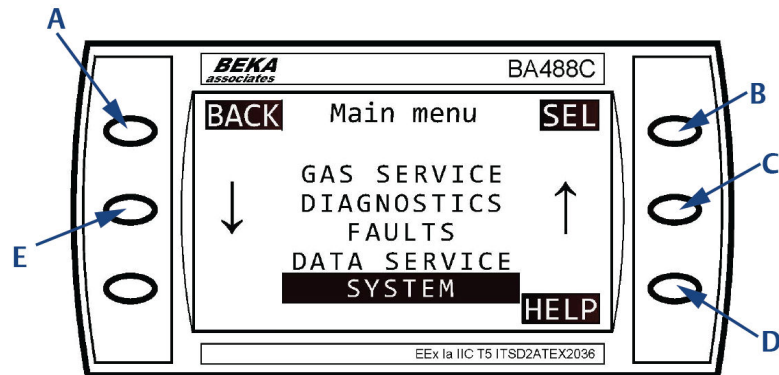 A
BEKA
associates
BA488C
B
BACK Main menu SEL
GAS SERVICE
C
DIAGNOSTICS
E
FAULTS
DATA SERVICE
SYSTEM
HELP
D
EEx Ia IIC T5 ITSD2ATEX2036